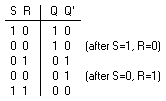 S R Q Q'
1 0 1 0
0 0 1 0 (after S=1, R=0)
0 1 0 1
0 0 0 1 (after S=0, R=1)
1 1 0 0